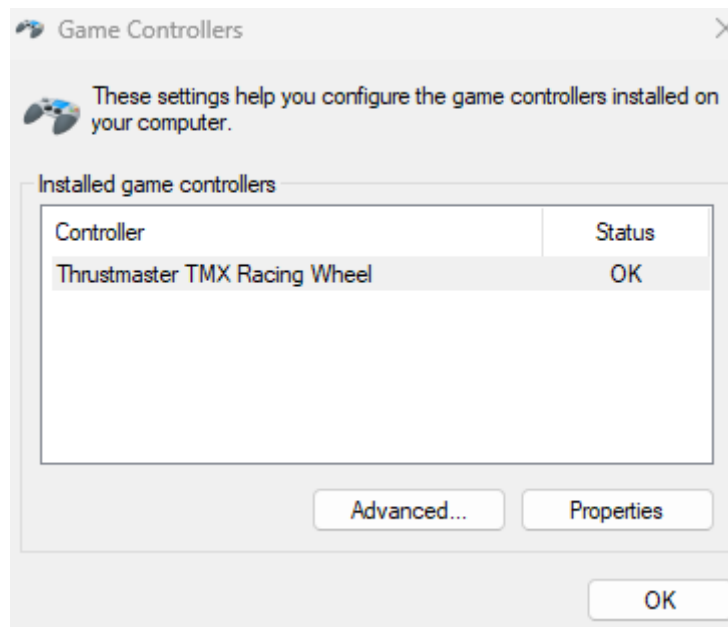 Game Controllers
These settings help you configure the game controllers installed on
your computer.
Installed game controllers
Controller Status
Thrustmaster TMX Racing Wheel OK
Advanced... Properties
OK